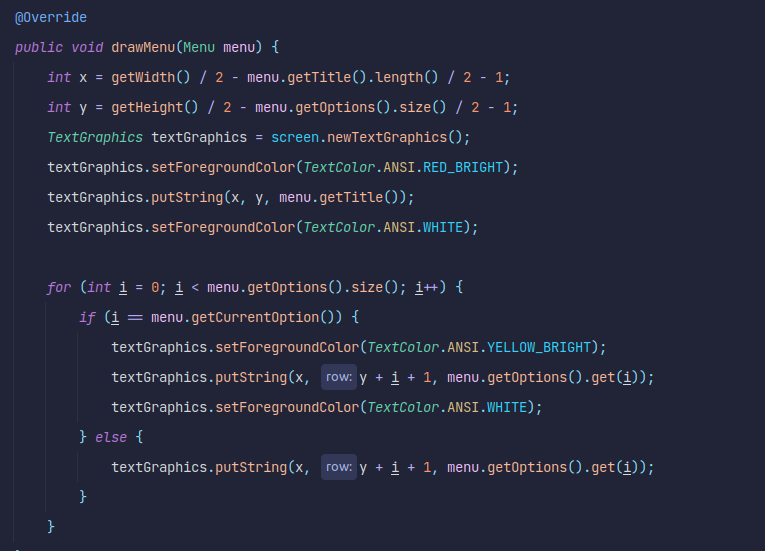 @Override
public void drawMenu(Menu menu) {
int x = getWidth() / 2 - menu.getTitle().length() / 2 - 1;
int y = getHeight() / 2 - menu.getOptions().size() / 2 - 1;
TextGraphics textGraphics = screen.newTextGraphics();
textGraphics.setForegroundColor(TextColor.ANSI.RED_BRIGHT);
textGraphics.putString(x, y, menu.getTitle());
textGraphics.setForegroundColor(TextColor.ANSI.WHITE);
for (int i = 0; i < menu.getOptions().size(); i++) {
if (i == menu.getCurrentOption()) {
textGraphics.setForegroundColor(TextColor.ANSI.YELLOW_BRIGHT);
textGraphics.putString(x, row: y + i + 1, menu.getOptions().get(i));
textGraphics.setForegroundColor(TextColor.ANSI.WHITE);
} else {
textGraphics.putString(x, row: y + i + 1, menu.getOptions().get(i));
}
}